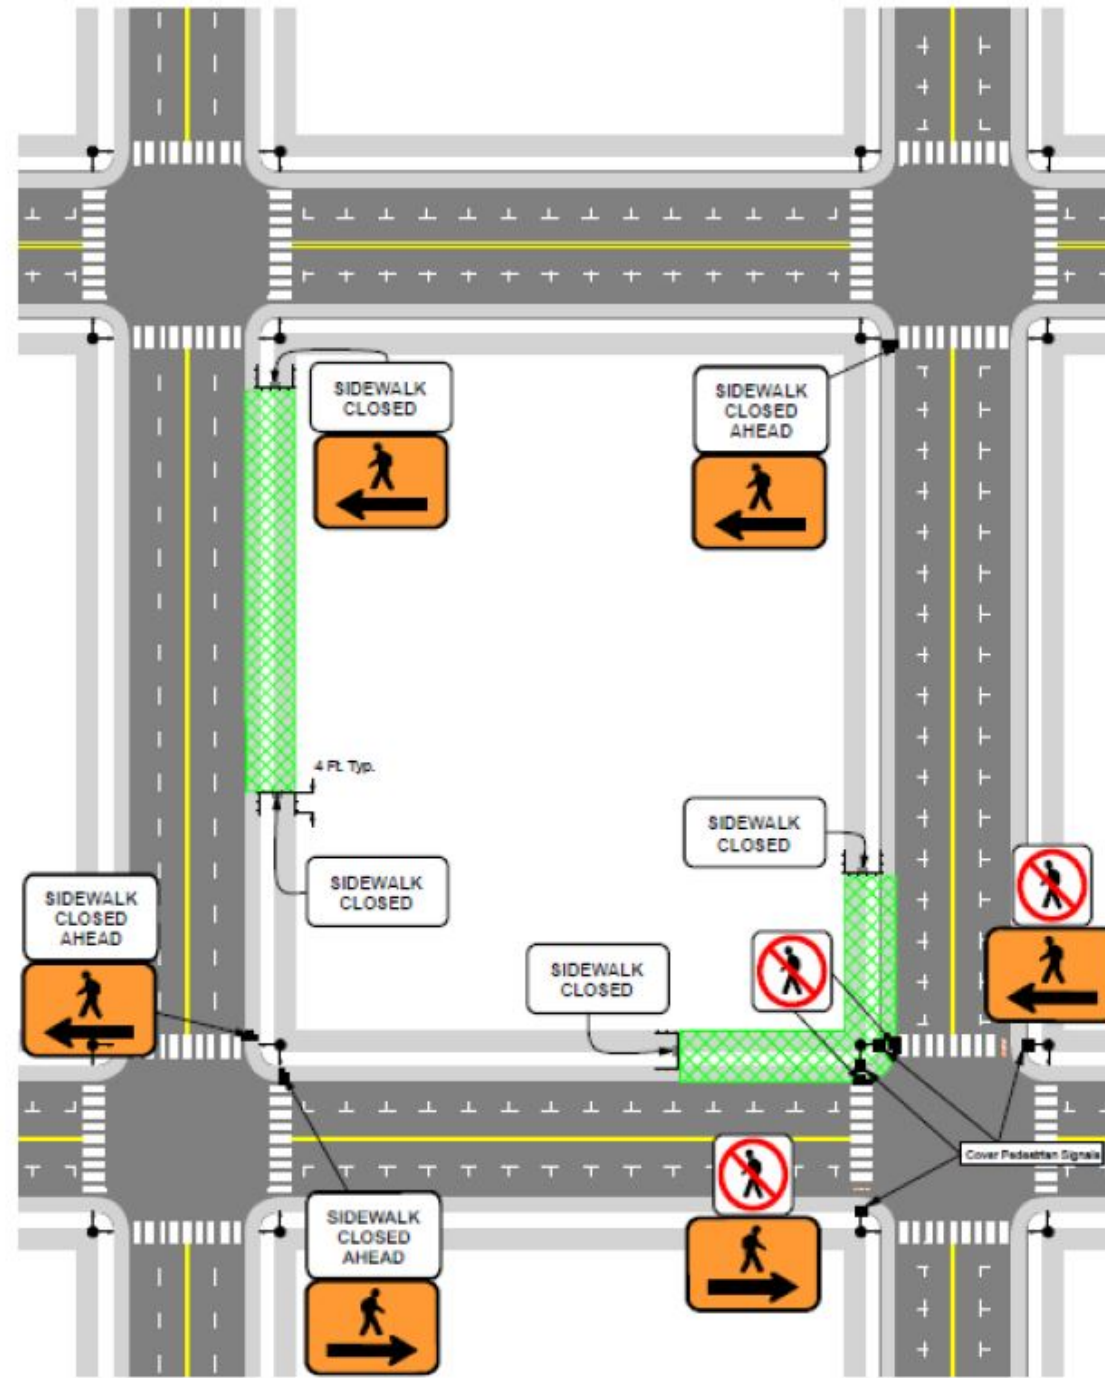 SIDEWALK
CLOSED
SIDEWALK
CLOSED
AHEAD
4 Ft. Typ.
SIDEWALK
CLOSED
SIDEWALK
CLOSED
SIDEWALK
CLOSED
AHEAD
SIDEWALK
CLOSED
Cover Pedestrian Signals
SIDEWALK
CLOSED
AHEAD